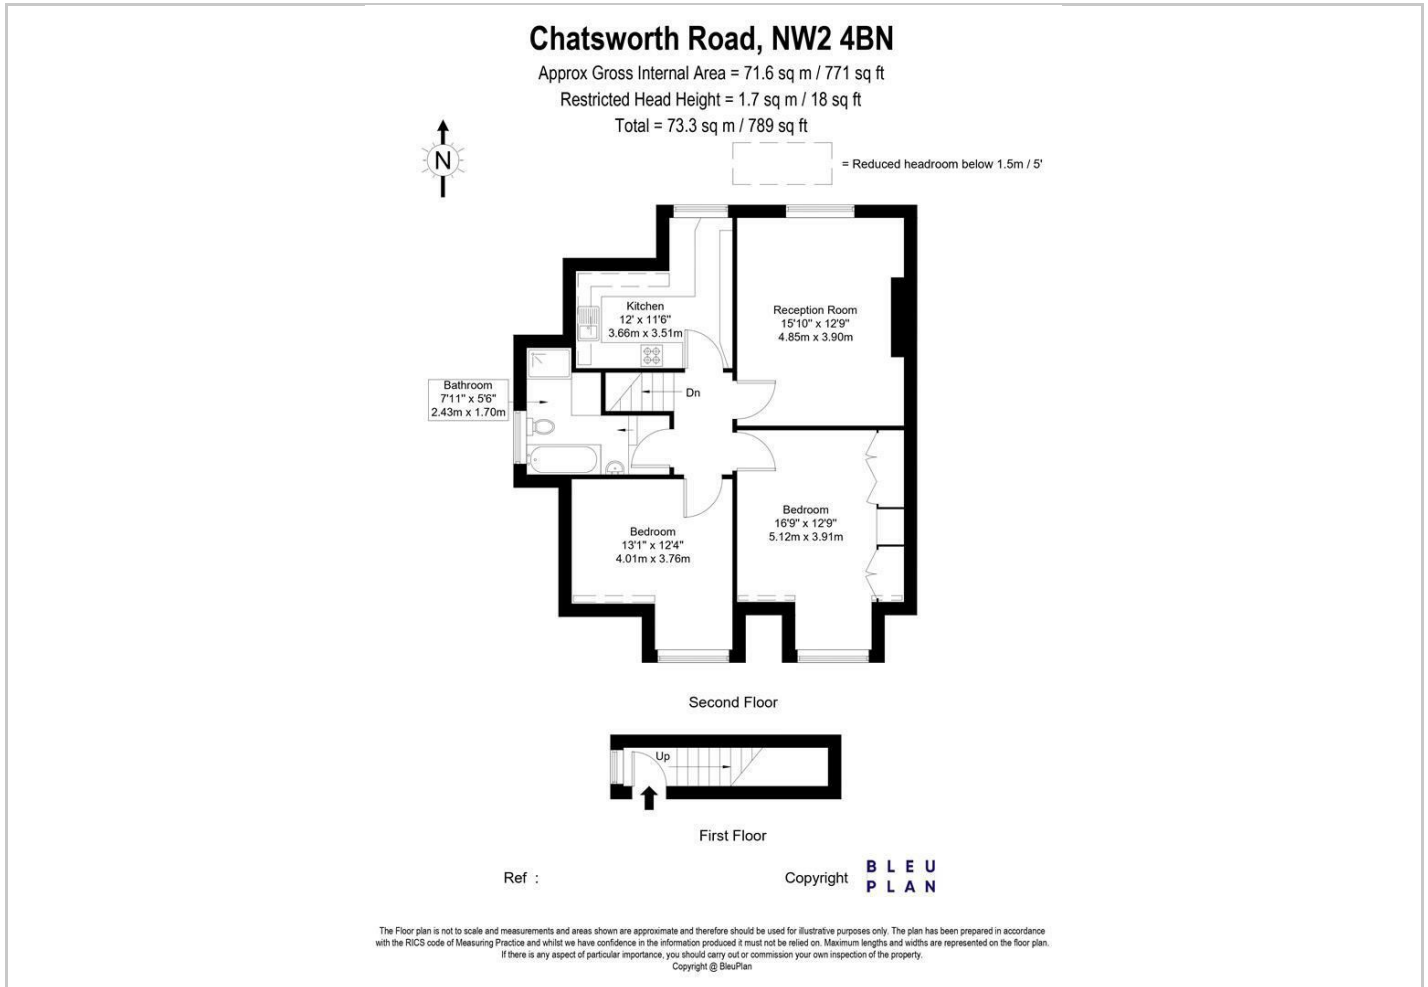 Chatsworth Road, NW2 4BN
Approx Gross Internal Area = 71.6 sq m / 771 sq ft
Restricted Head Height = 1.7 sq m / 18 sq ft
Total = 73.3 sq m / 789 sq ft
N
= Reduced headroom below 1.5m / 5'
Kitchen
12' x 11'6"
3.66m x 3.51m
Reception Room
15'10" x 12'9"
4.85m x 3.90m
Bathroom
7'11" x 5'6"
2.43m x 1.70m
Dn
Bedroom
13'1" x 12'4"
4.01m x 3.76m
Bedroom
16'9" x 12'9"
5.12m x 3.91m
Second Floor
Up
First Floor
Ref :
Copyright
BLEU
PLAN
The Floor plan is not to scale and measurements and areas shown are approximate and therefore should be used for illustrative purposes only. The plan has been prepared in accordance
with the RICS code of Measuring Practice and whilst we have confidence in the information produced it must not be relied on. Maximum lengths and widths are represented on the floor plan.
If there is any aspect of particular importance, you should carry out or commission your own inspection of the property.
Copyright @ BleuPlan